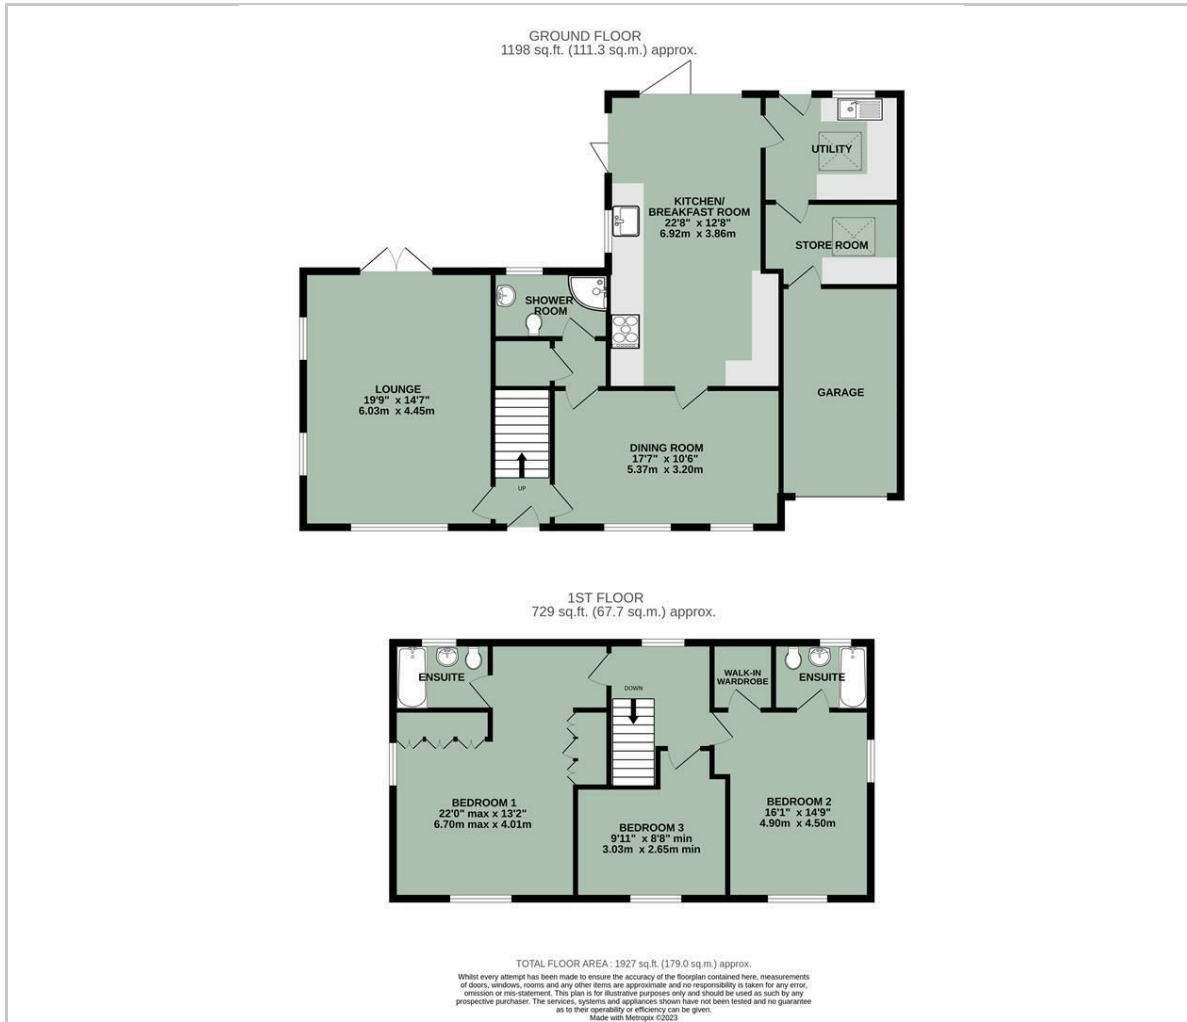 GROUND FLOOR
1198 sq.ft. (111.3 sq.m.) approx.
UTILITY
KITCHEN/
BREAKFAST ROOM
22'8" x 12'8"
6.92m x 3.86m
STORE ROOM
SHOWER
ROOM
LOUNGE
19'9" x 14'7"
6.03m x 4.45m
GARAGE
DINING ROOM
17'7" x 10'6"
5.37m x 3.20m
UP
1ST FLOOR
729 sq.ft. (67.7 sq.m.) approx.
ENSUITE
WALK-IN
WARDROBE
ENSUITE
DOWN
BEDROOM 1
22'0" max x 13'2"
6.70m max x 4.01m
BEDROOM 2
16'1" x 14'9"
4.90m x 4.50m
BEDROOM 3
9'11" x 8'8" min
3.03m x 2.65m min
TOTAL FLOOR AREA : 1927 sq.ft. (179.0 sq.m.) approx.
Whilst every attempt has been made to ensure the accuracy of the floorplan contained here, measurements
of doors, windows, rooms and any other items are approximate and no responsibility is taken for any error,
omission or mis-statement. This plan is for illustrative purposes only and should be used as such by any
prospective purchaser. The services, systems and appliances shown have not been tested and no guarantee
as to their operability or efficiency can be given.
Made with Metropix ©2023